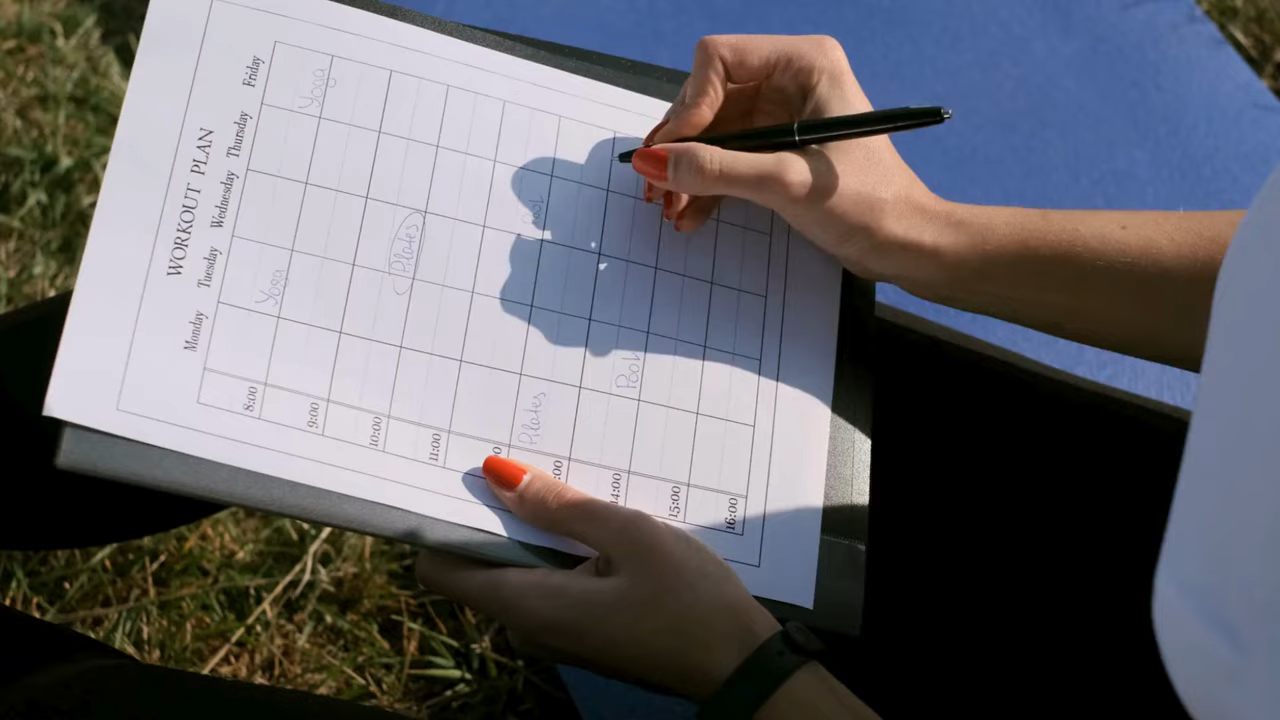 WORKOUT PLAN
Monday Tuesday Wednesday Thursday Friday
8:00 Yoga Yoga
9:00
10:00 Pilates
11:00
Pool
Pilates
14:00 Pool
15:00
16:00